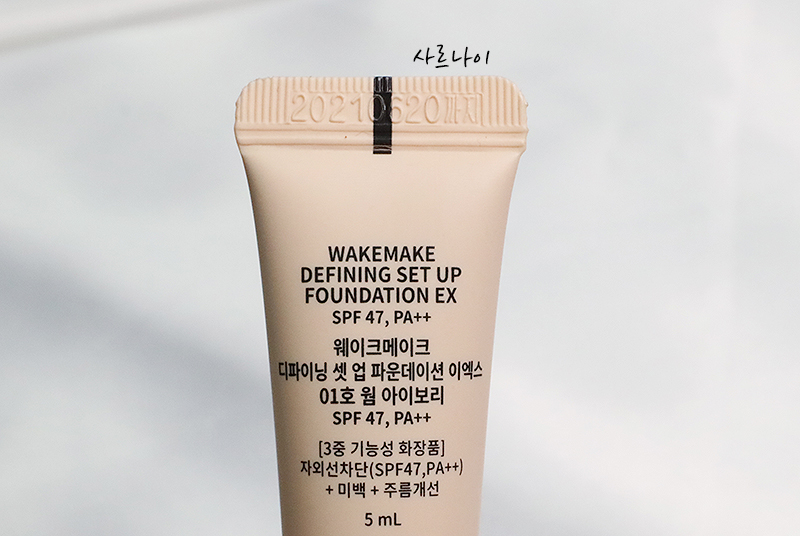 사르나이
20210620까지
WAKEMAKE
DEFINING SET UP
FOUNDATION EX
SPF 47, PA++
웨이크메이크
디파이닝 셋 업 파운데이션 이엑스
01호 웜 아이보리
SPF 47, PA++
[3중 기능성 화장품]
자외선차단(SPF47,PA++)
+ 미백 + 주름개선
5 mL